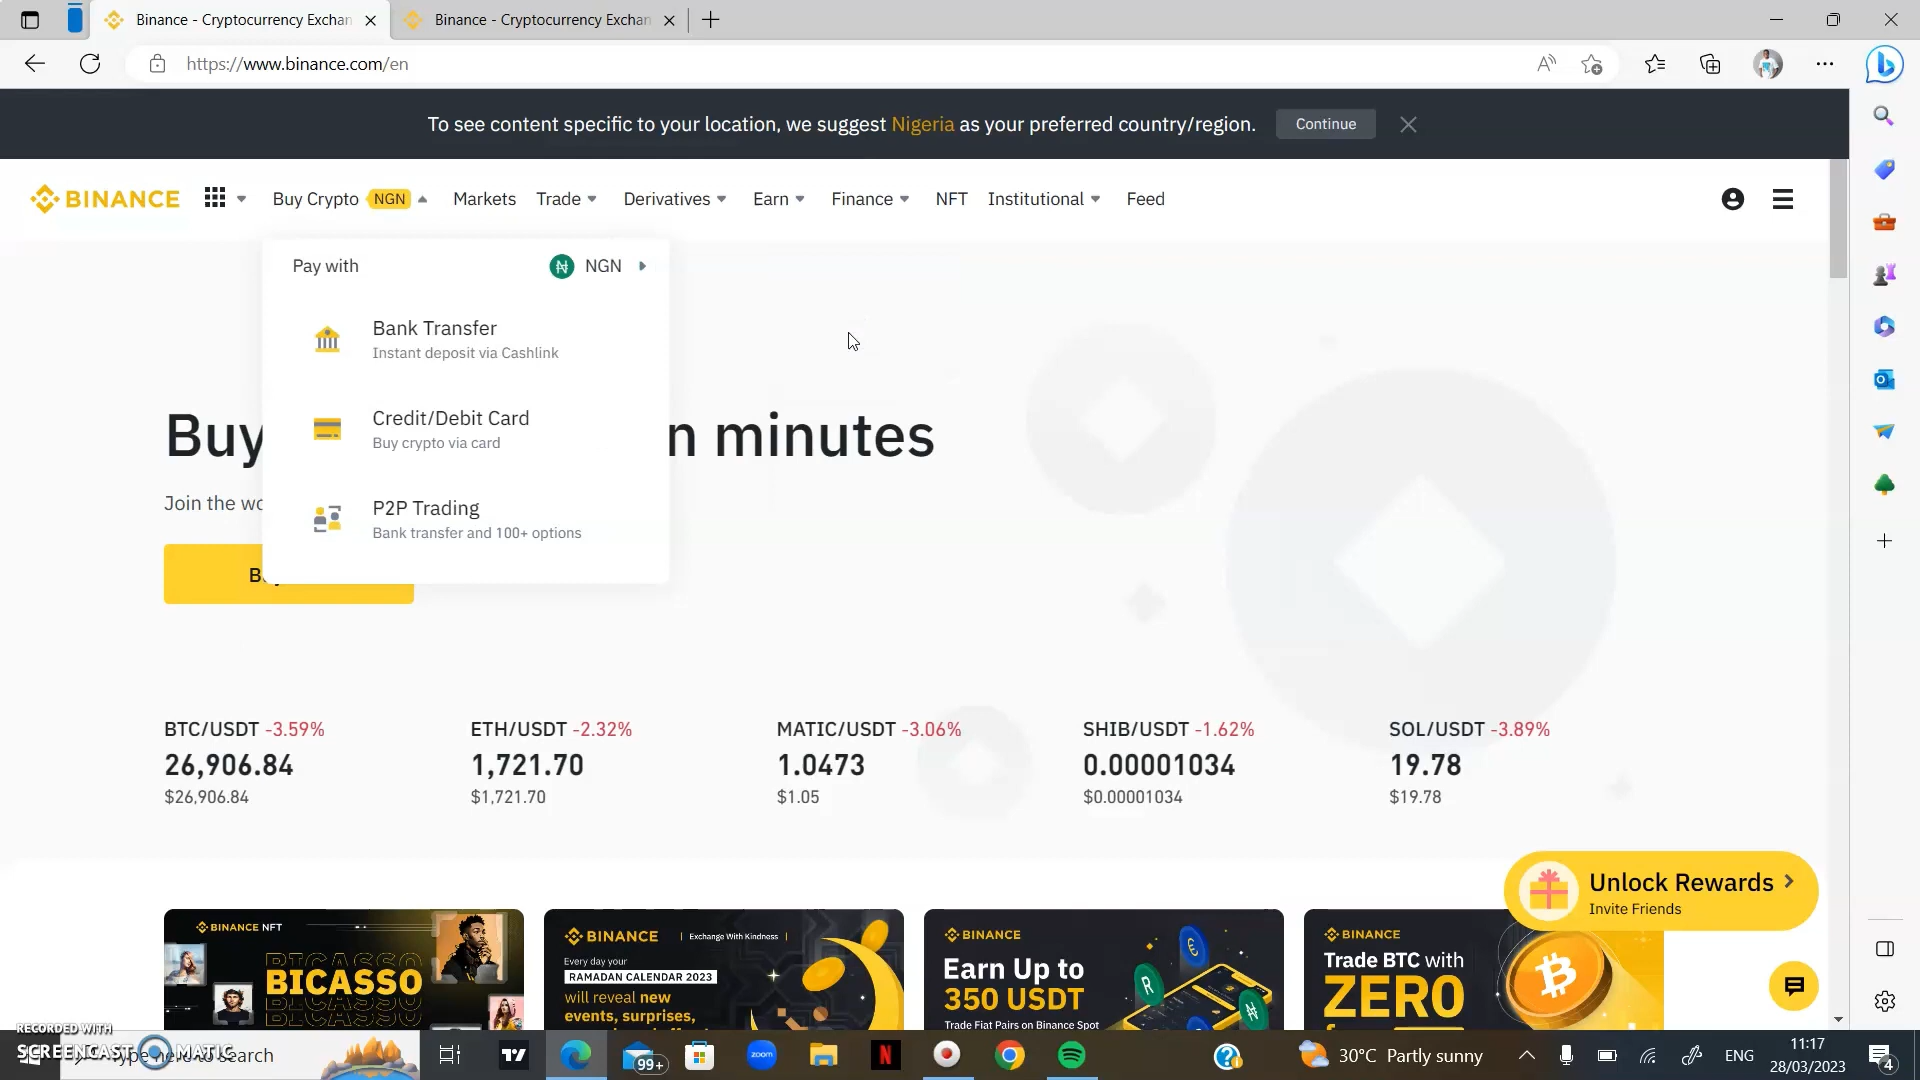 Binance - Cryptocurrency Exchan
Binance - Cryptocurrency Exchan
https://www.binance.com/en
To see content specific to your location, we suggest Nigeria as your preferred country/region.
Continue
BINANCE
Buy Crypto NGN
Markets
Trade
Derivatives
Earn
Finance
NFT
Institutional
Feed
Pay with
NGN
Bank Transfer
Instant deposit via Cashlink
Credit/Debit Card
Buy crypto via card
P2P Trading
Bank transfer and 100+ options
Buy
n minutes
Join the wo
BTC/USDT -3.59%
26,906.84
$26,906.84
ETH/USDT -2.32%
1,721.70
$1,721.70
MATIC/USDT -3.06%
1.0473
$1.05
SHIB/USDT -1.62%
0.00001034
$0.00001034
SOL/USDT -3.89%
19.78
$19.78
Unlock Rewards
Invite Friends
BINANCE NFT
BICASSO
BICASSO
BICASSO
BINANCE | Exchange With Kindness |
Every day your
RAMADAN CALENDAR 2023
will reveal new
events, surprises,
BINANCE
Earn Up to
350 USDT
Trade Fiat Pairs on Binance Spot
BINANCE
Trade BTC with
ZERO
RECORDED WITH
SCREENCAST MATIC
Type here to search
99+
zoom
N
30°C Partly sunny
ENG
11:17
28/03/2023
4